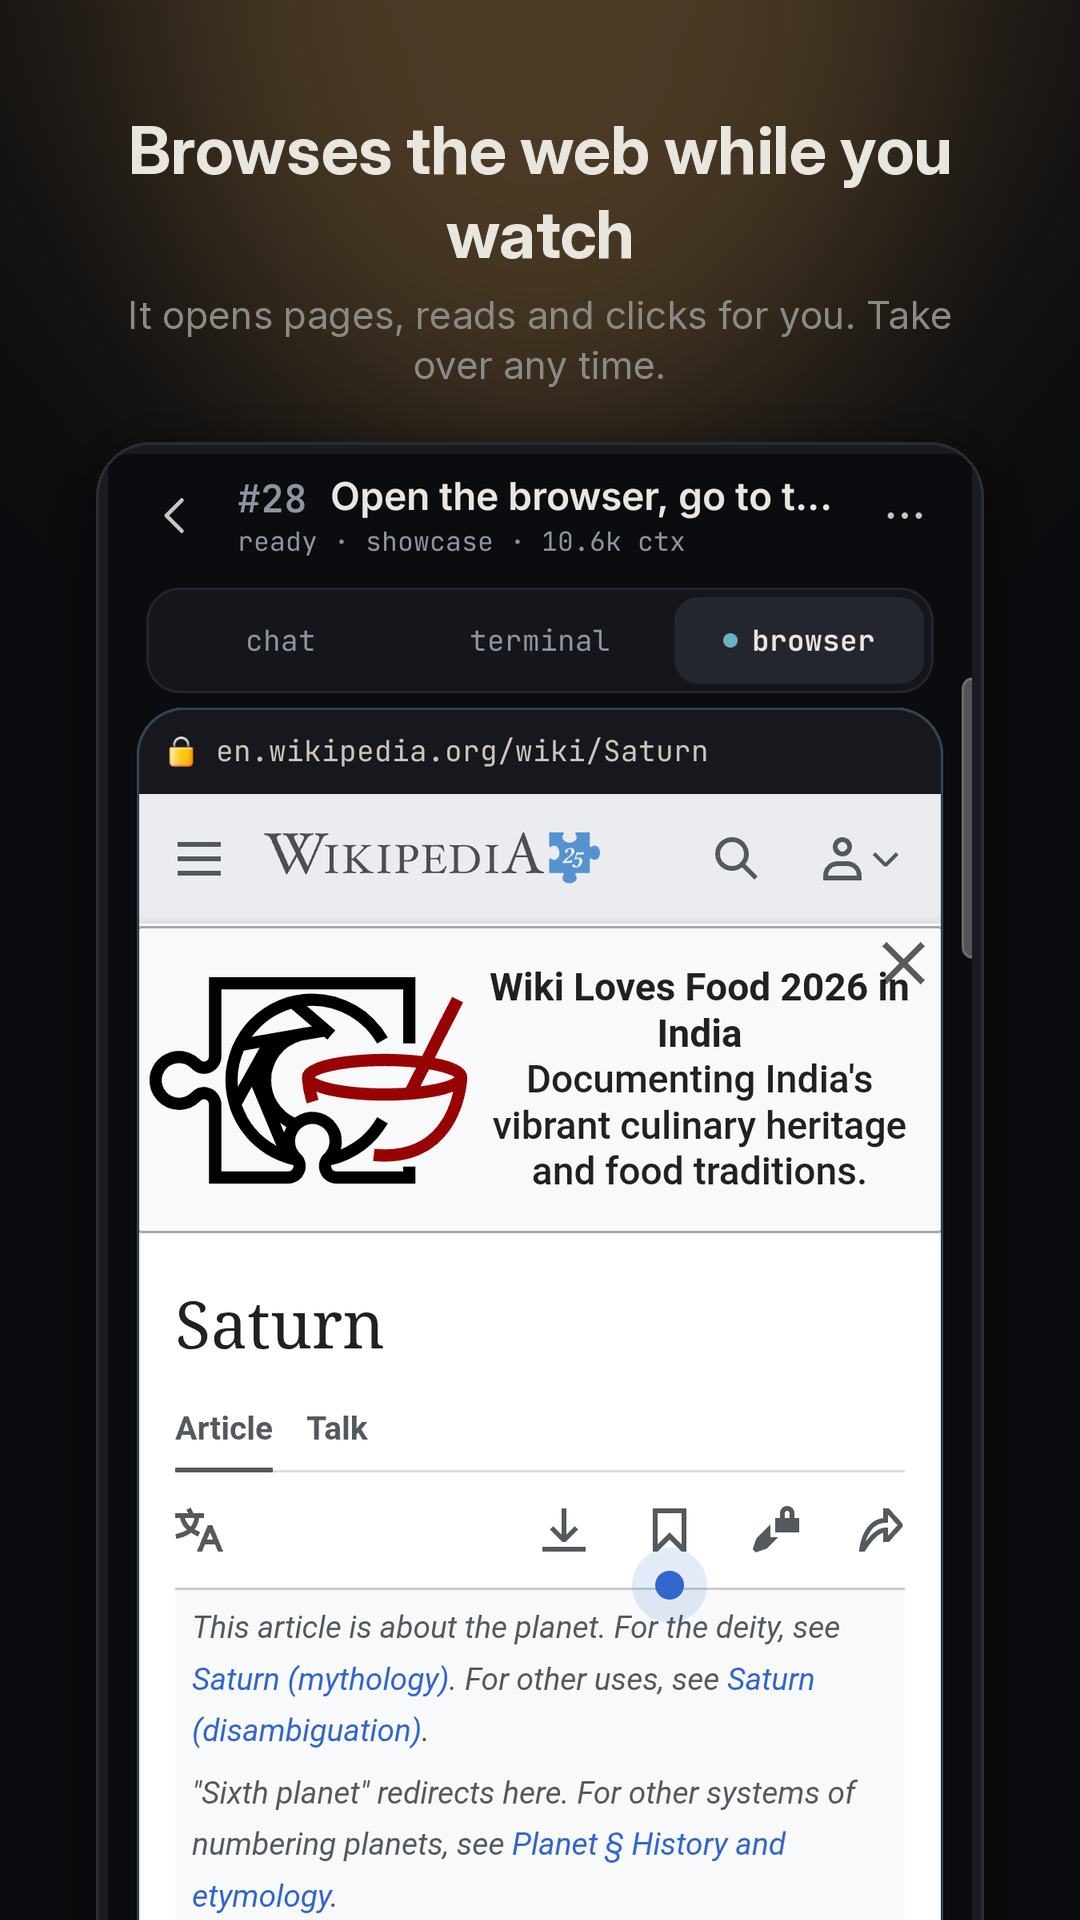 Browses the web while you
watch
It opens pages, reads and clicks for you. Take
over any time.
#28 Open the browser, go to t...
ready · showcase · 10.6k ctx
chat terminal browser
en.wikipedia.org/wiki/Saturn
WIKIPEDIA 25
Wiki Loves Food 2026 in
India
Documenting India's
vibrant culinary heritage
and food traditions.
Saturn
Article Talk
文A
This article is about the planet. For the deity, see
Saturn (mythology). For other uses, see Saturn
(disambiguation).
"Sixth planet" redirects here. For other systems of
numbering planets, see Planet § History and
etymology.